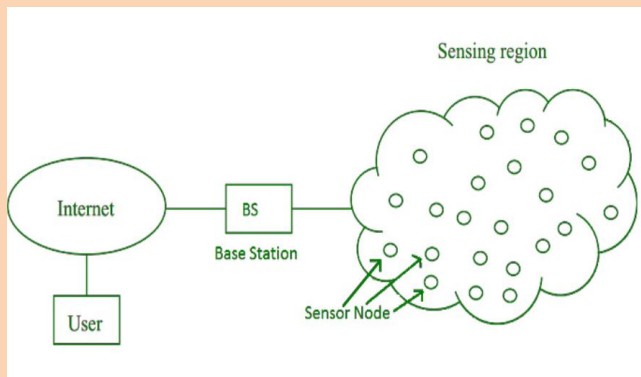 Sensing region
Internet
BS
Base Station
Sensor Node
User